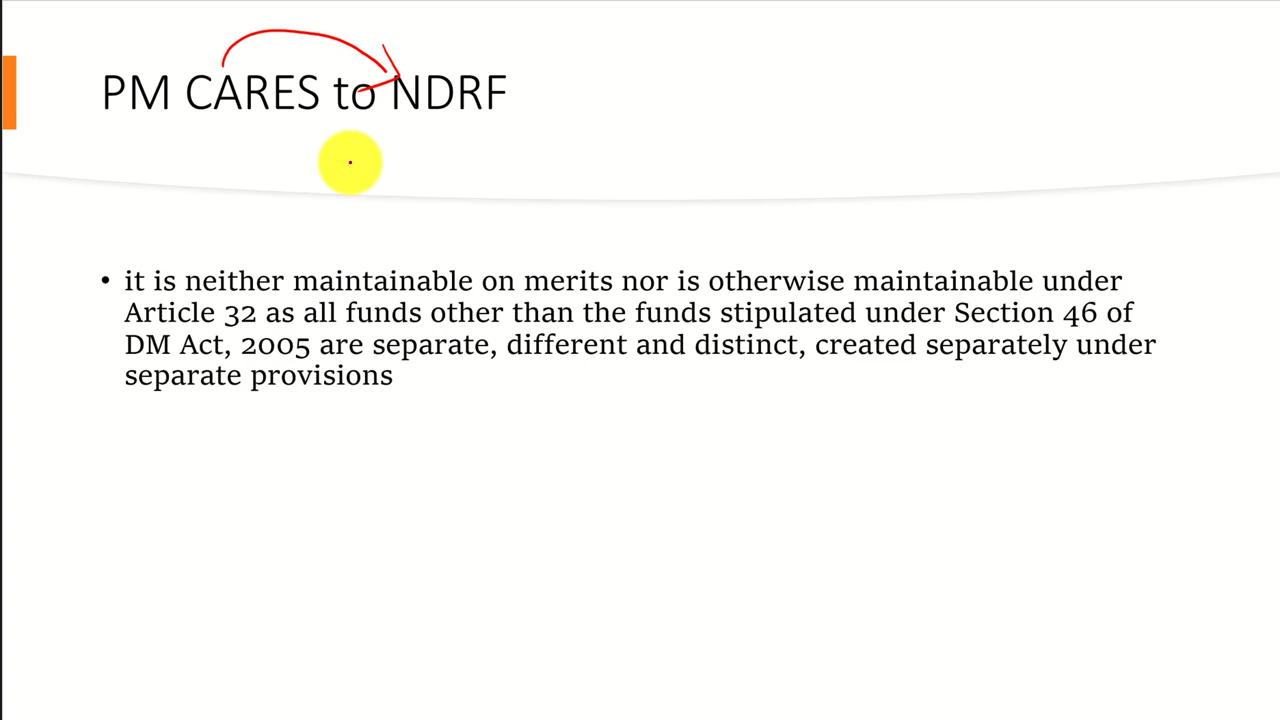 PM CARES to NDRF
• it is neither maintainable on merits nor is otherwise maintainable under
Article 32 as all funds other than the funds stipulated under Section 46 of
DM Act, 2005 are separate, different and distinct, created separately under
separate provisions